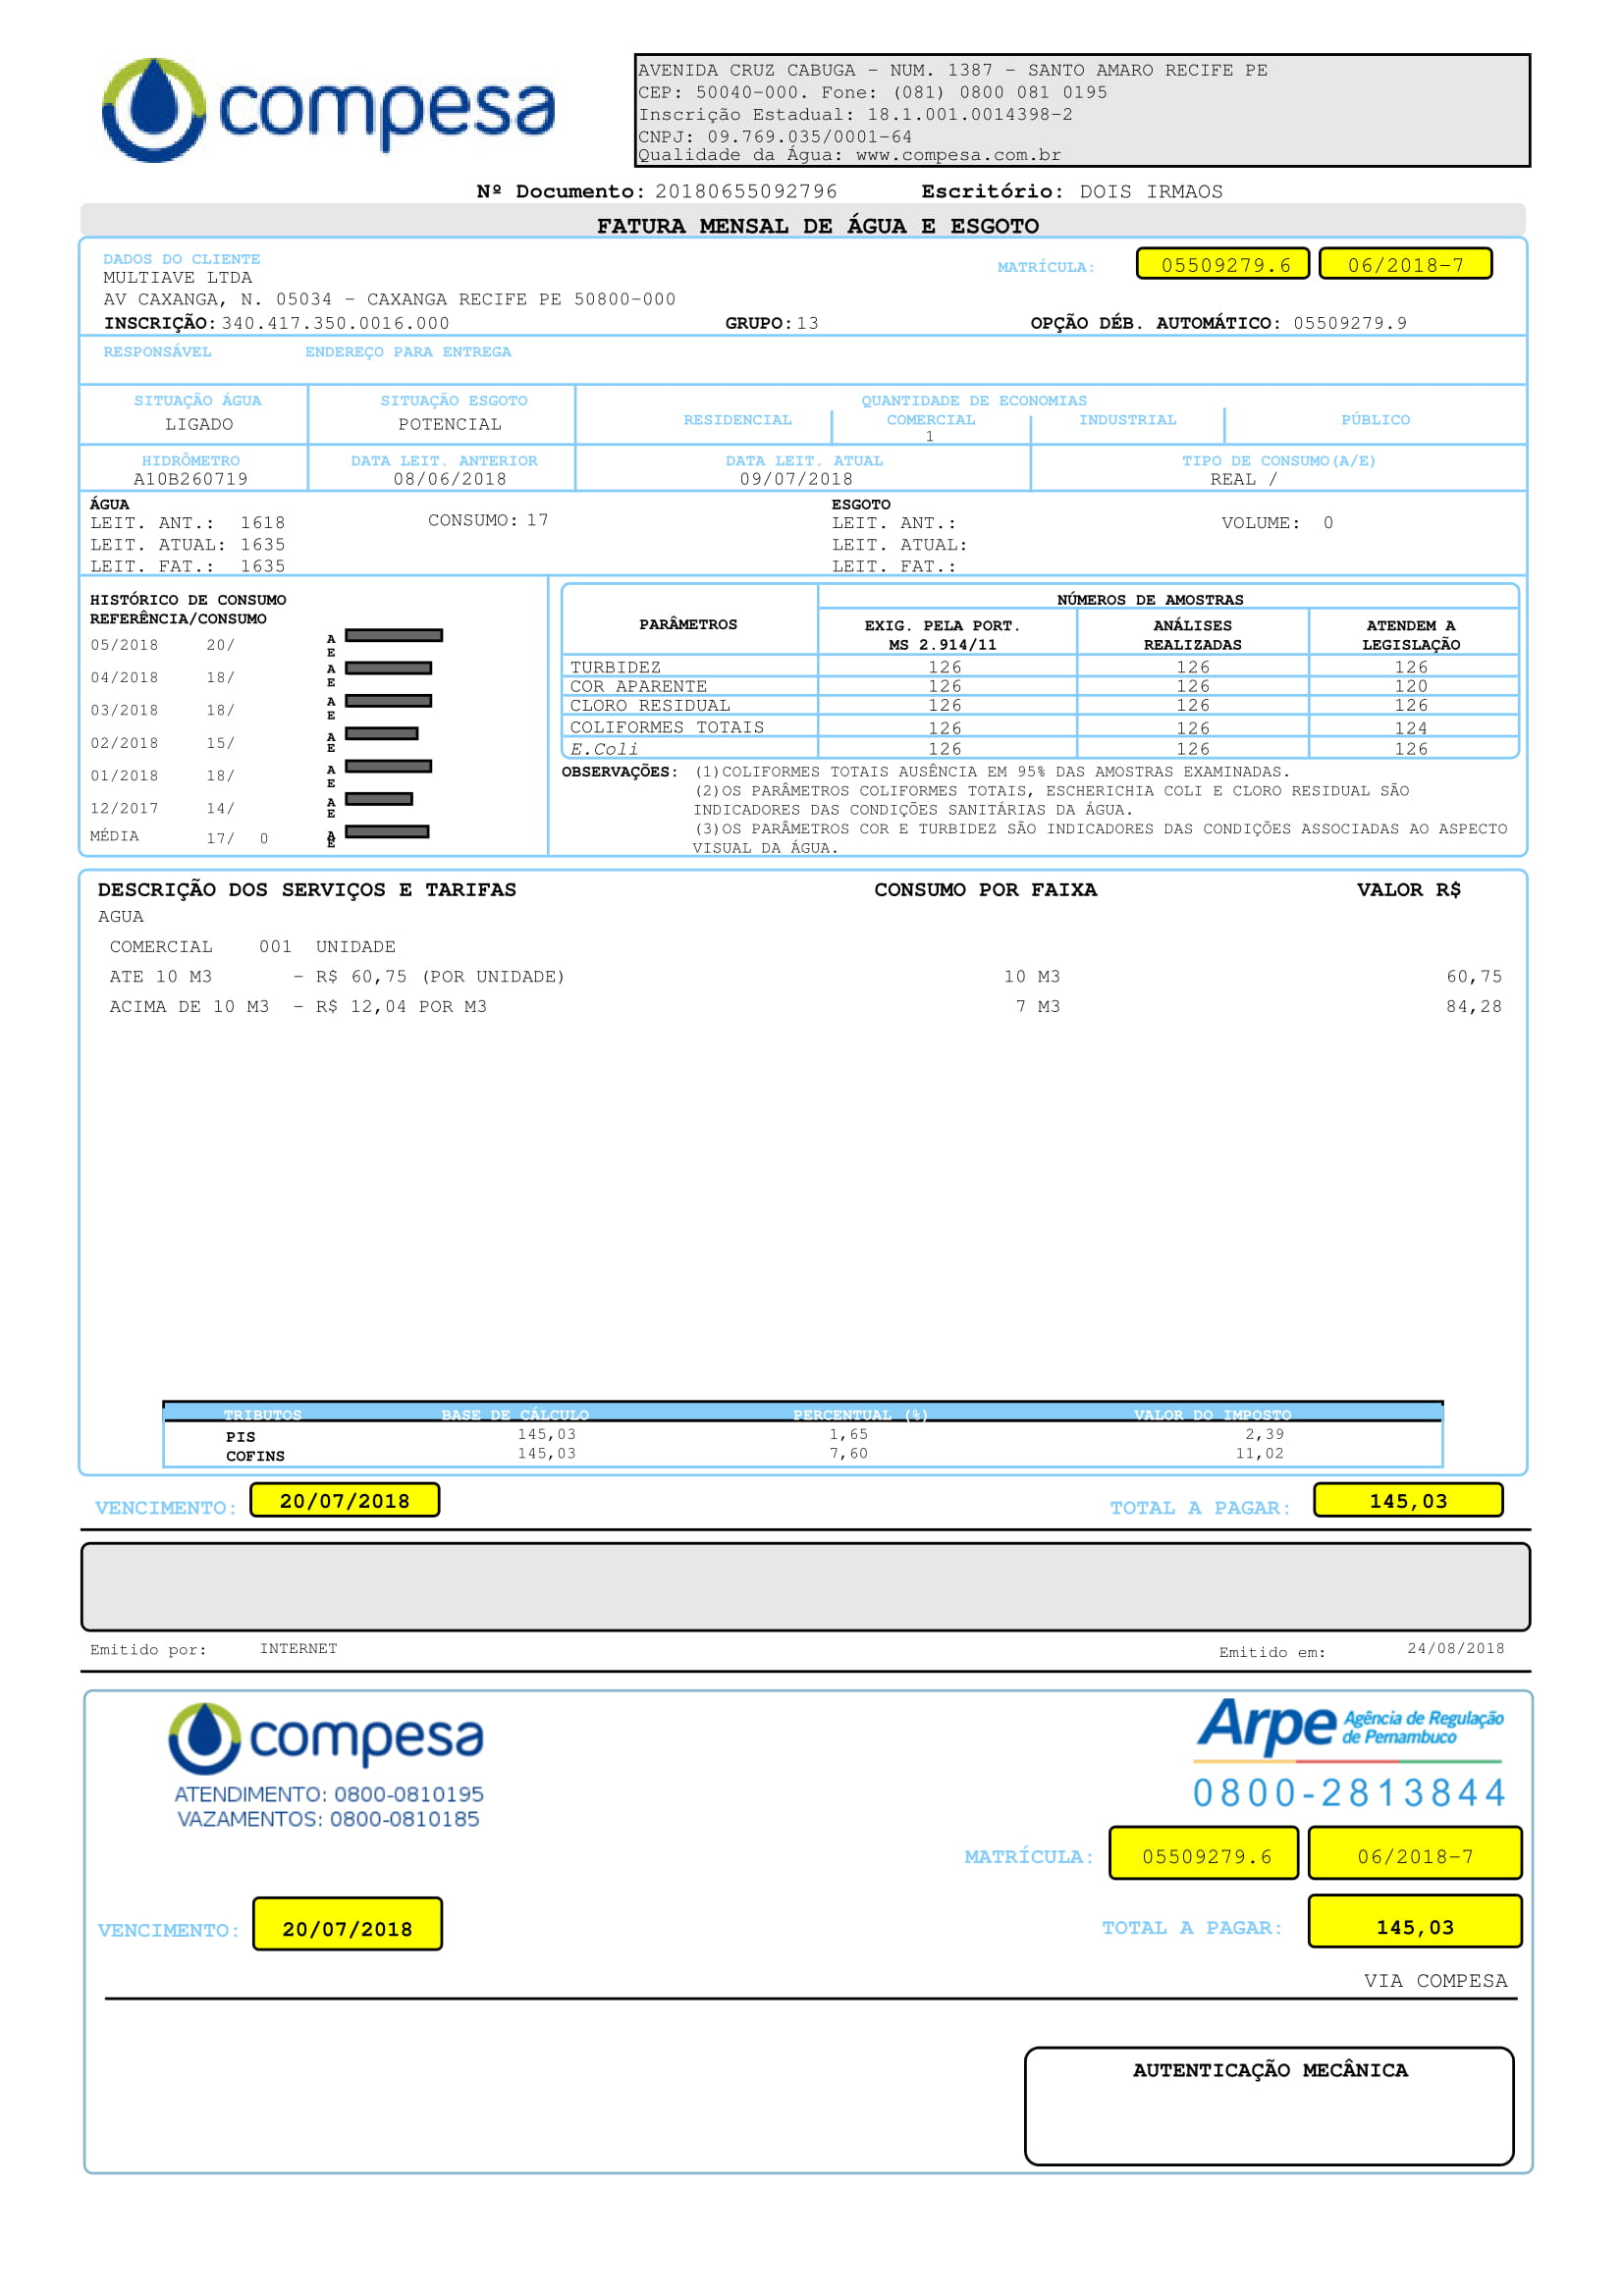 compesa
AVENIDA CRUZ CABUGA - NUM. 1387 - SANTO AMARO RECIFE PE
CEP: 50040-000. Fone: (081) 0800 081 0195
Inscrição Estadual: 18.1.001.0014398-2
CNPJ: 09.769.035/0001-64
Qualidade da Água: www.compesa.com.br
Nº Documento: 20180655092796 Escritório: DOIS IRMAOS
FATURA MENSAL DE ÁGUA E ESGOTO
DADOS DO CLIENTE
MULTIAVE LTDA
MATRÍCULA: 05509279.6 06/2018-7
AV CAXANGA, N. 05034 - CAXANGA RECIFE PE 50800-000
INSCRIÇÃO: 340.417.350.0016.000 GRUPO: 13 OPÇÃO DÉB. AUTOMÁTICO: 05509279.9
RESPONSÁVEL ENDEREÇO PARA ENTREGA
SITUAÇÃO ÁGUA SITUAÇÃO ESGOTO QUANTIDADE DE ECONOMIAS
LIGADO POTENCIAL RESIDENCIAL COMERCIAL INDUSTRIAL PÚBLICO
1
HIDRÔMETRO DATA LEIT. ANTERIOR DATA LEIT. ATUAL TIPO DE CONSUMO(A/E)
A10B260719 08/06/2018 09/07/2018 REAL /
ÁGUA ESGOTO
LEIT. ANT.: 1618 CONSUMO: 17 LEIT. ANT.: VOLUME: 0
LEIT. ATUAL: 1635 LEIT. ATUAL:
LEIT. FAT.: 1635 LEIT. FAT.:
HISTÓRICO DE CONSUMO
REFERÊNCIA/CONSUMO
05/2018 20/ A
E
04/2018 18/ A
E
03/2018 18/ A
E
02/2018 15/ A
E
01/2018 18/ A
E
12/2017 14/ A
E
MÉDIA 17/ 0 A
E
PARÂMETROS NÚMEROS DE AMOSTRAS
EXIG. PELA PORT. ANÁLISES ATENDEM A
MS 2.914/11 REALIZADAS LEGISLAÇÃO
TURBIDEZ 126 126 126
COR APARENTE 126 126 120
CLORO RESIDUAL 126 126 126
COLIFORMES TOTAIS 126 126 124
E.Coli 126 126 126
OBSERVAÇÕES: (1)COLIFORMES TOTAIS AUSÊNCIA EM 95% DAS AMOSTRAS EXAMINADAS.
(2)OS PARÂMETROS COLIFORMES TOTAIS, ESCHERICHIA COLI E CLORO RESIDUAL SÃO
INDICADORES DAS CONDIÇÕES SANITÁRIAS DA ÁGUA.
(3)OS PARÂMETROS COR E TURBIDEZ SÃO INDICADORES DAS CONDIÇÕES ASSOCIADAS AO ASPECTO
VISUAL DA ÁGUA.
DESCRIÇÃO DOS SERVIÇOS E TARIFAS CONSUMO POR FAIXA VALOR R$
AGUA
COMERCIAL 001 UNIDADE
ATE 10 M3 - R$ 60,75 (POR UNIDADE) 10 M3 60,75
ACIMA DE 10 M3 - R$ 12,04 POR M3 7 M3 84,28
TRIBUTOS BASE DE CÁLCULO PERCENTUAL (%) VALOR DO IMPOSTO
PIS 145,03 1,65 2,39
COFINS 145,03 7,60 11,02
VENCIMENTO: 20/07/2018 TOTAL A PAGAR: 145,03
Emitido por: INTERNET Emitido em: 24/08/2018
compesa
ATENDIMENTO: 0800-0810195
VAZAMENTOS: 0800-0810185
Arpe Agência de Regulação
de Pernambuco
0800-2813844
MATRÍCULA: 05509279.6 06/2018-7
VENCIMENTO: 20/07/2018 TOTAL A PAGAR: 145,03
VIA COMPESA
AUTENTICAÇÃO MECÂNICA